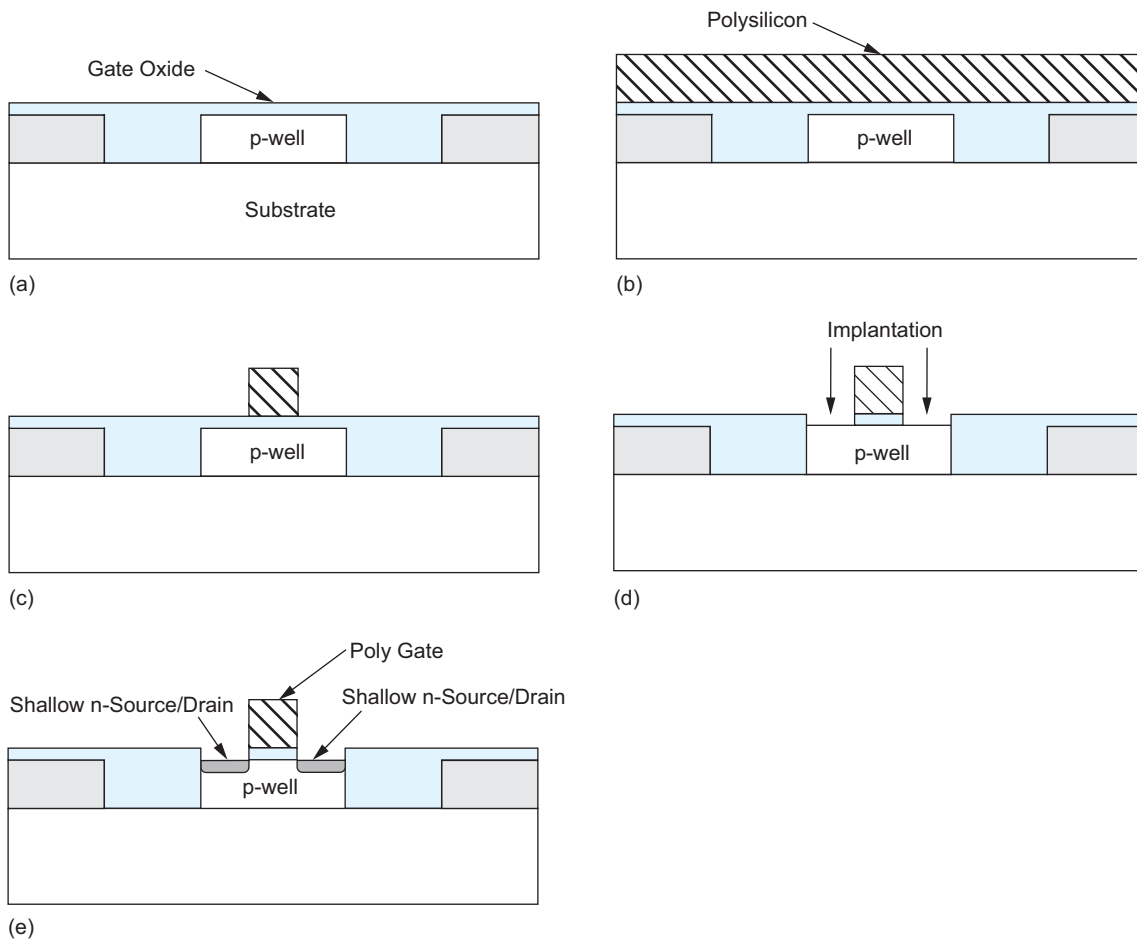 Gate Oxide
p-well
Substrate
(a)
Polysilicon
p-well
(b)
p-well
(c)
Implantation
p-well
(d)
Poly Gate
Shallow n-Source/Drain
Shallow n-Source/Drain
p-well
(e)